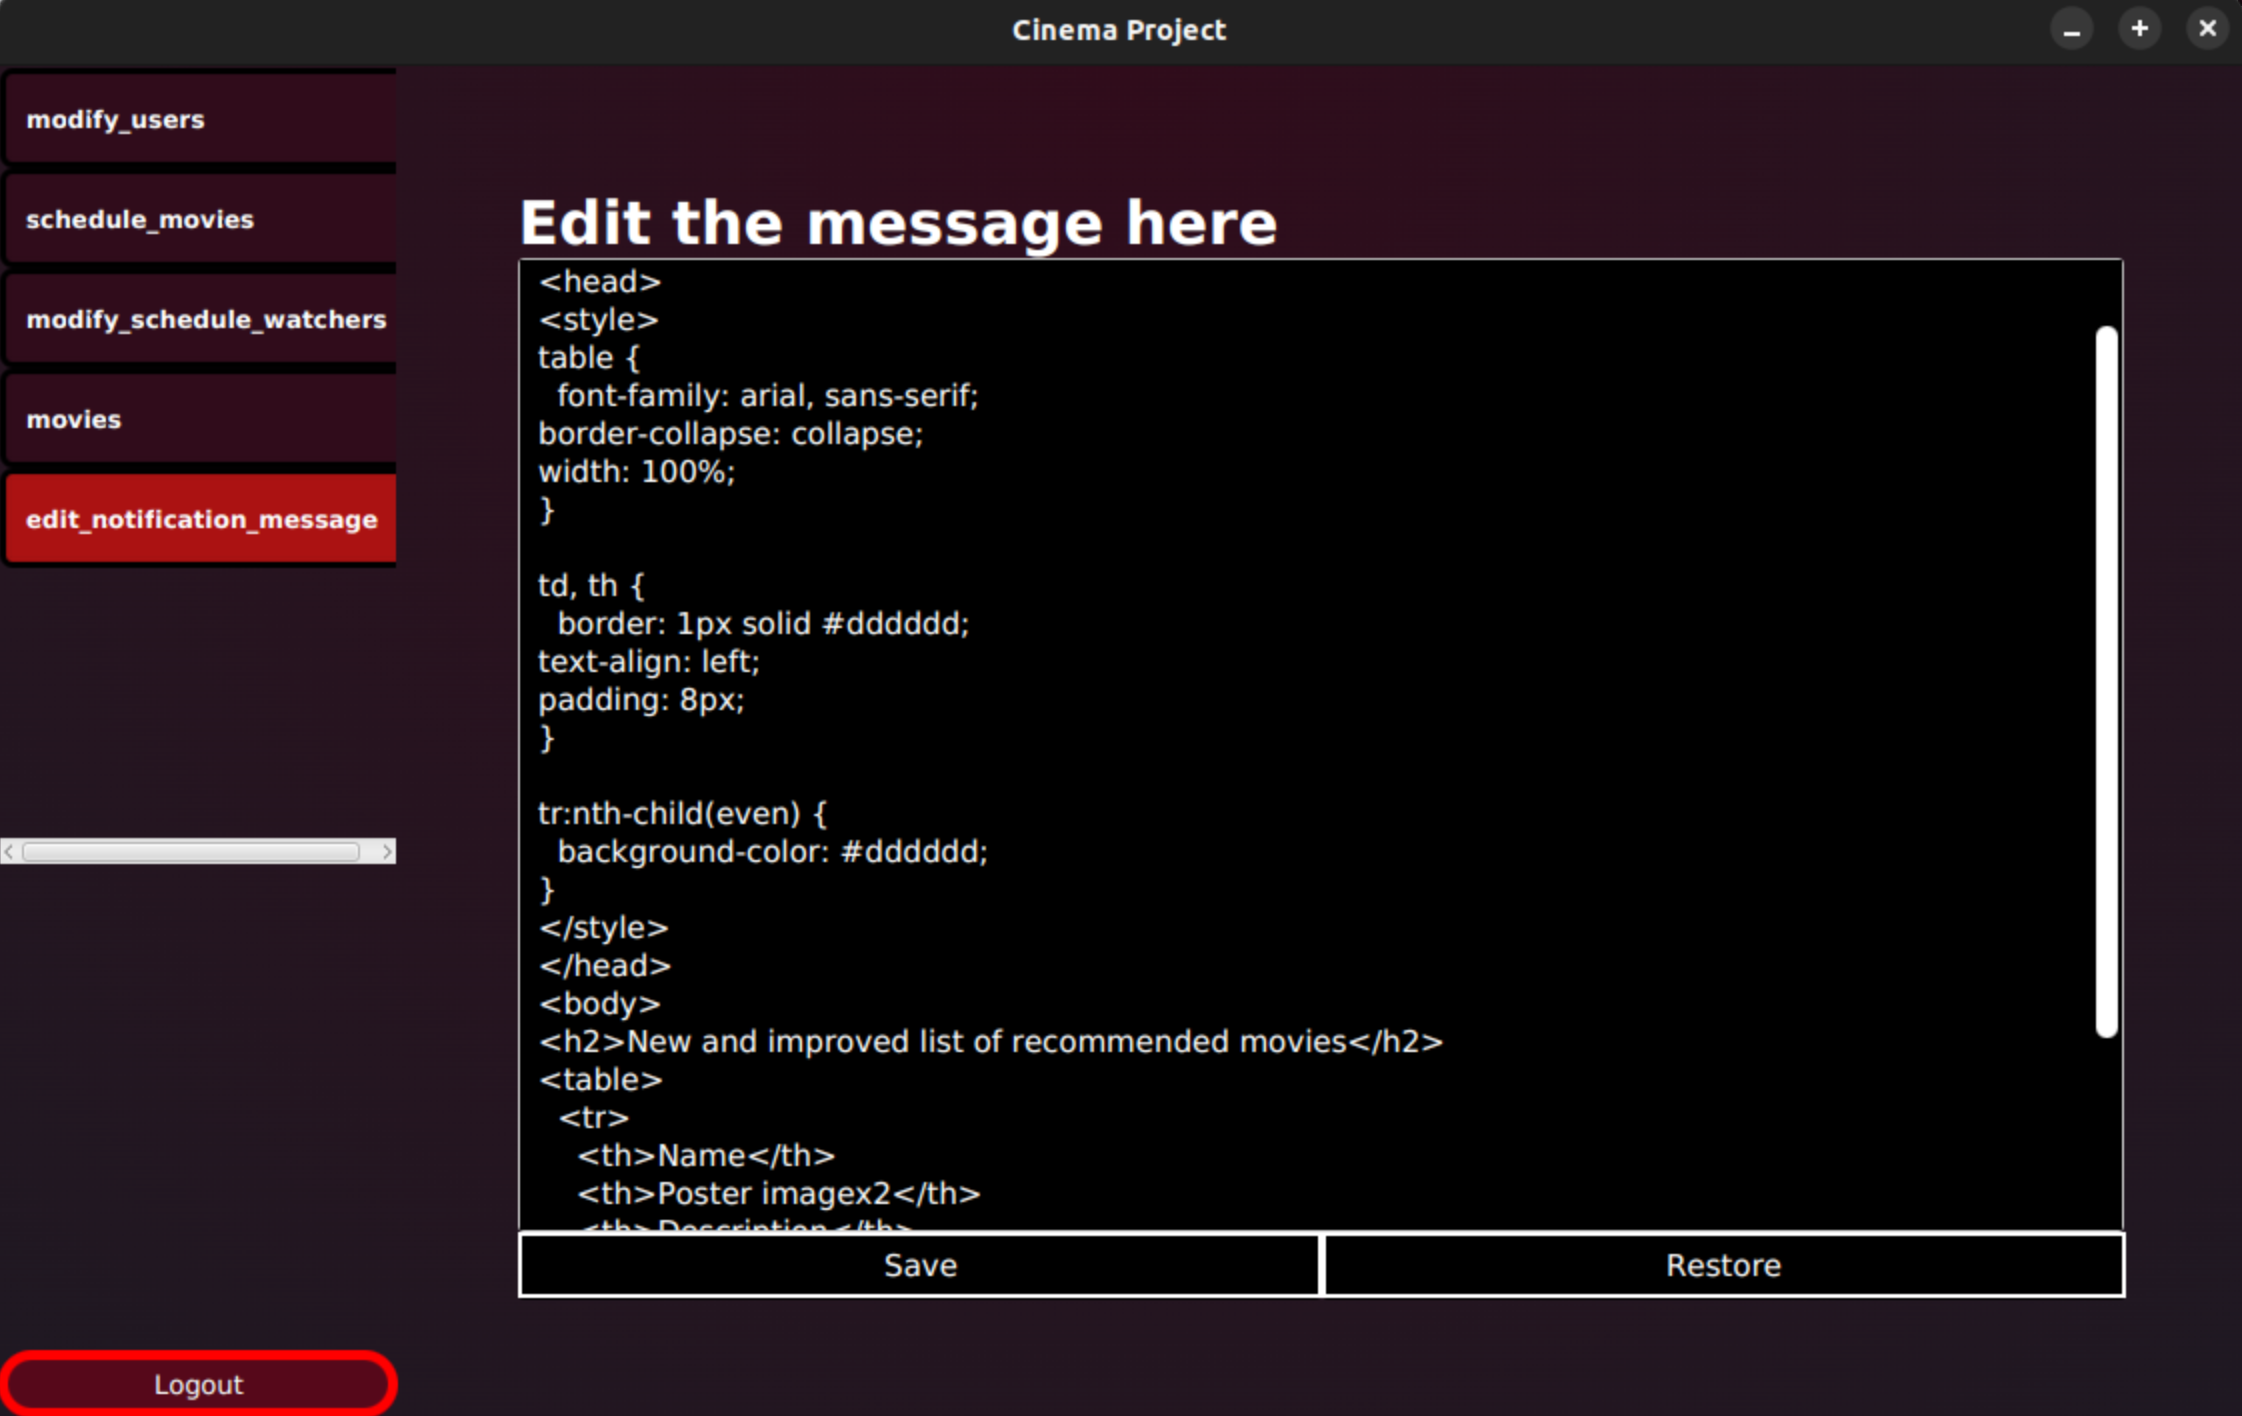 Cinema Project
modify_users
schedule_movies
modify_schedule_watchers
movies
edit_notification_message
Logout
Edit the message here
<head>
<style>
table {
  font-family: arial, sans-serif;
border-collapse: collapse;
width: 100%;
}

td, th {
  border: 1px solid #dddddd;
text-align: left;
padding: 8px;
}

tr:nth-child(even) {
  background-color: #dddddd;
}
</style>
</head>
<body>
<h2>New and improved list of recommended movies</h2>
<table>
  <tr>
    <th>Name</th>
    <th>Poster imagex2</th>
    <th>Description</th>
Save
Restore